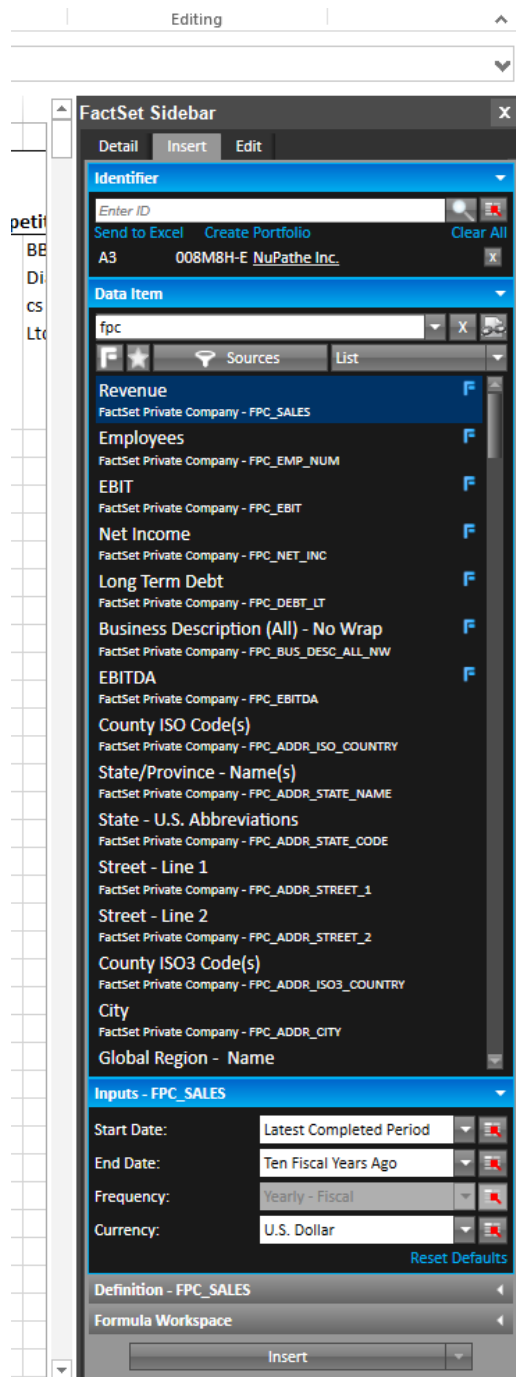 Editing
FactSet Sidebar x
Detail Insert Edit
Identifier
Enter ID
Send to Excel Create Portfolio Clear All
A3 008M8H-E NuPathe Inc. x
BB
Di
cs
Ltd
Data Item
fpc X
F Sources List
Revenue F
FactSet Private Company - FPC_SALES
Employees F
FactSet Private Company - FPC_EMP_NUM
EBIT F
FactSet Private Company - FPC_EBIT
Net Income F
FactSet Private Company - FPC_NET_INC
Long Term Debt F
FactSet Private Company - FPC_DEBT_LT
Business Description (All) - No Wrap F
FactSet Private Company - FPC_BUS_DESC_ALL_NW
EBITDA F
FactSet Private Company - FPC_EBITDA
County ISO Code(s)
FactSet Private Company - FPC_ADDR_ISO_COUNTRY
State/Province - Name(s)
FactSet Private Company - FPC_ADDR_STATE_NAME
State - U.S. Abbreviations
FactSet Private Company - FPC_ADDR_STATE_CODE
Street - Line 1
FactSet Private Company - FPC_ADDR_STREET_1
Street - Line 2
FactSet Private Company - FPC_ADDR_STREET_2
County ISO3 Code(s)
FactSet Private Company - FPC_ADDR_ISO3_COUNTRY
City
FactSet Private Company - FPC_ADDR_CITY
Global Region - Name
Inputs - FPC_SALES
Start Date: Latest Completed Period
End Date: Ten Fiscal Years Ago
Frequency: Yearly - Fiscal
Currency: U.S. Dollar
Reset Defaults
Definition - FPC_SALES
Formula Workspace
Insert